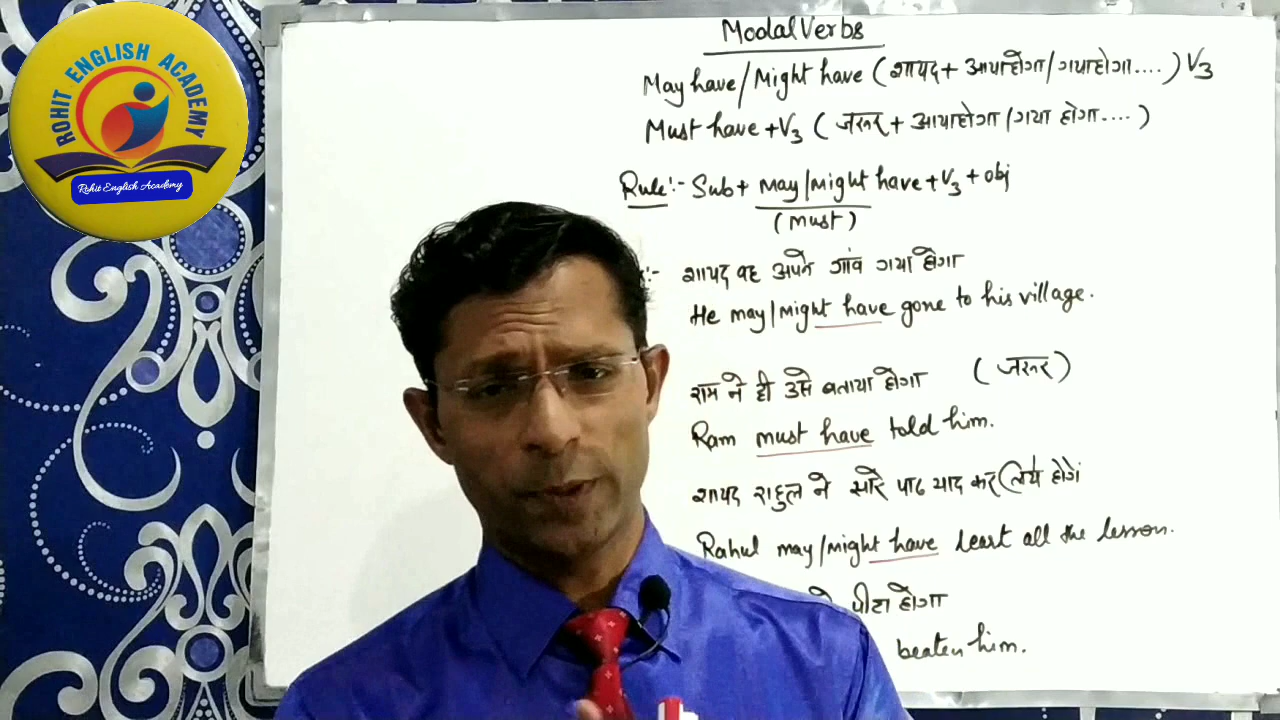 ROHIT ENGLISH ACADEMY
Rohit English Academy
Modal Verbs
May have/Might have (शायद + आयाहोगा/गयाहोगा....) V3
Must have +V3 (जरूर + आयाहोगा/गया होगा....)
Rule:- Sub+ may/might have+V3+obj
(must)
:- शायद वह अपने गांव गया होगा
He may/might have gone to his village.
राम ने ही उसे बताया होगा (जरूर)
Ram must have told him.
शायद राहुल ने सारे पाठ याद कर लिये होगें
Rahul may/might have leart all the lesson.
ने पीटा होगा
beaten him.